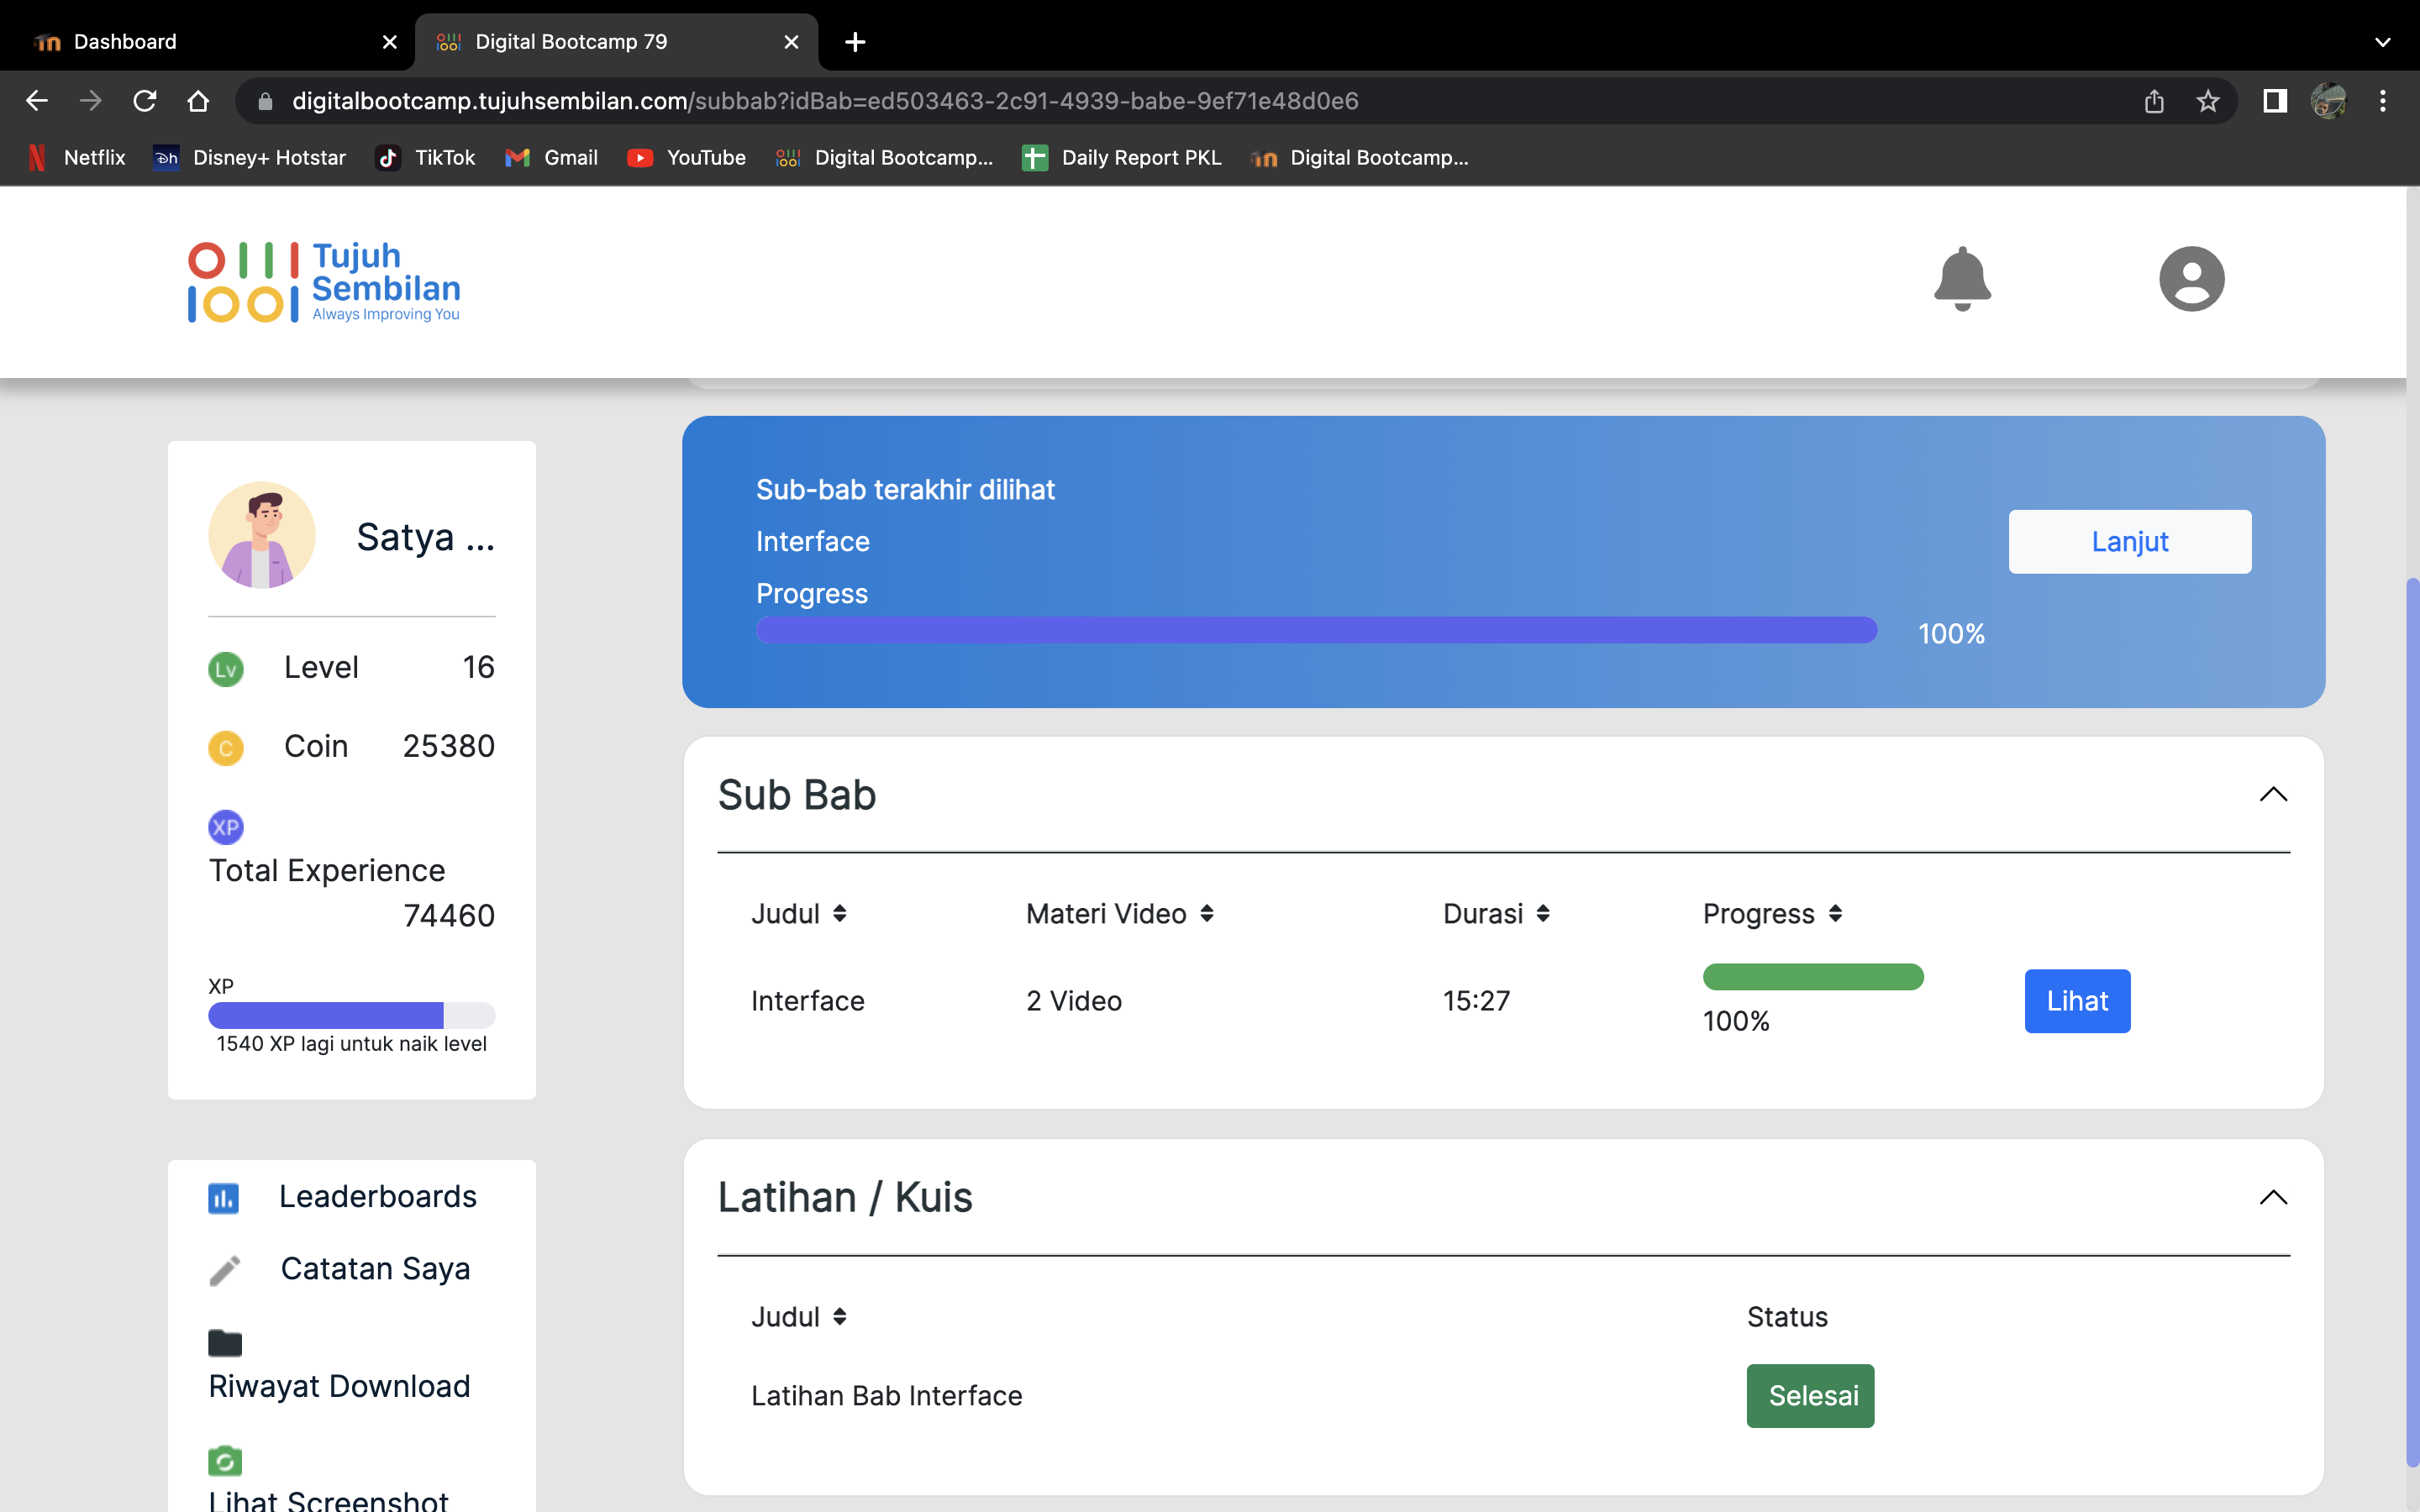 Dashboard
Digital Bootcamp 79
digitalbootcamp.tujuhsembilan.com/subbab?idBab=ed503463-2c91-4939-babe-9ef71e48d0e6
Netflix
Disney+ Hotstar
TikTok
Gmail
YouTube
Digital Bootcamp...
Daily Report PKL
Digital Bootcamp...
Tujuh
Sembilan
Always Improving You
Satya ...
Lv Level 16
C Coin 25380
XP
Total Experience
74460
XP
1540 XP lagi untuk naik level
Leaderboards
Catatan Saya
Riwayat Download
Lihat Screenshot
Sub-bab terakhir dilihat
Interface
Progress
100%
Lanjut
Sub Bab
Judul Materi Video Durasi Progress
Interface 2 Video 15:27 100% Lihat
Latihan / Kuis
Judul Status
Latihan Bab Interface Selesai